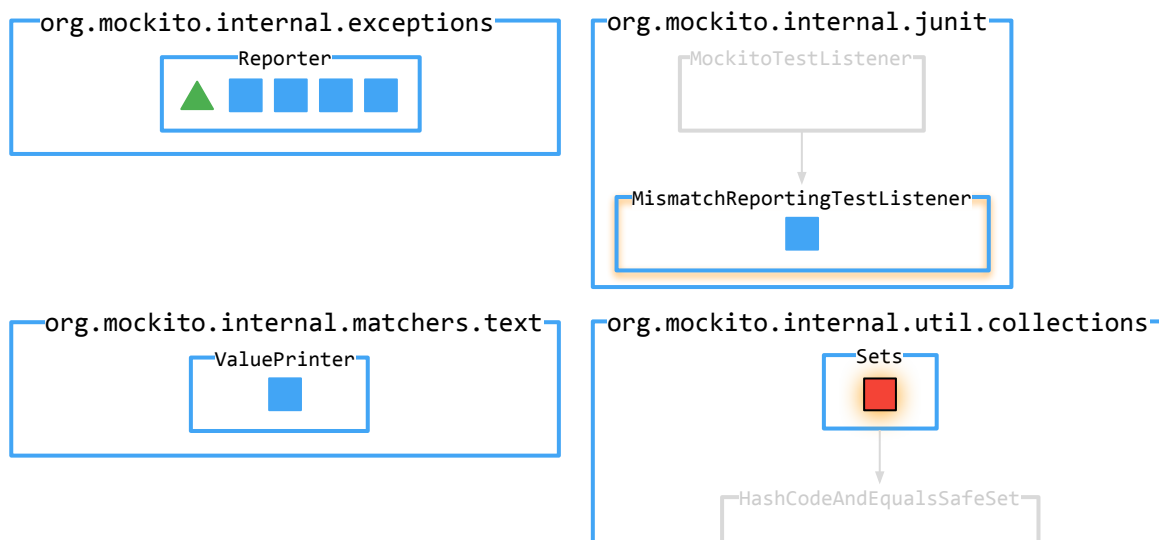 org.mockito.internal.exceptions
Reporter
org.mockito.internal.junit
MockitoTestListener
MismatchReportingTestListener
org.mockito.internal.matchers.text
ValuePrinter
org.mockito.internal.util.collections
Sets
HashCodeAndEqualsSafeSet